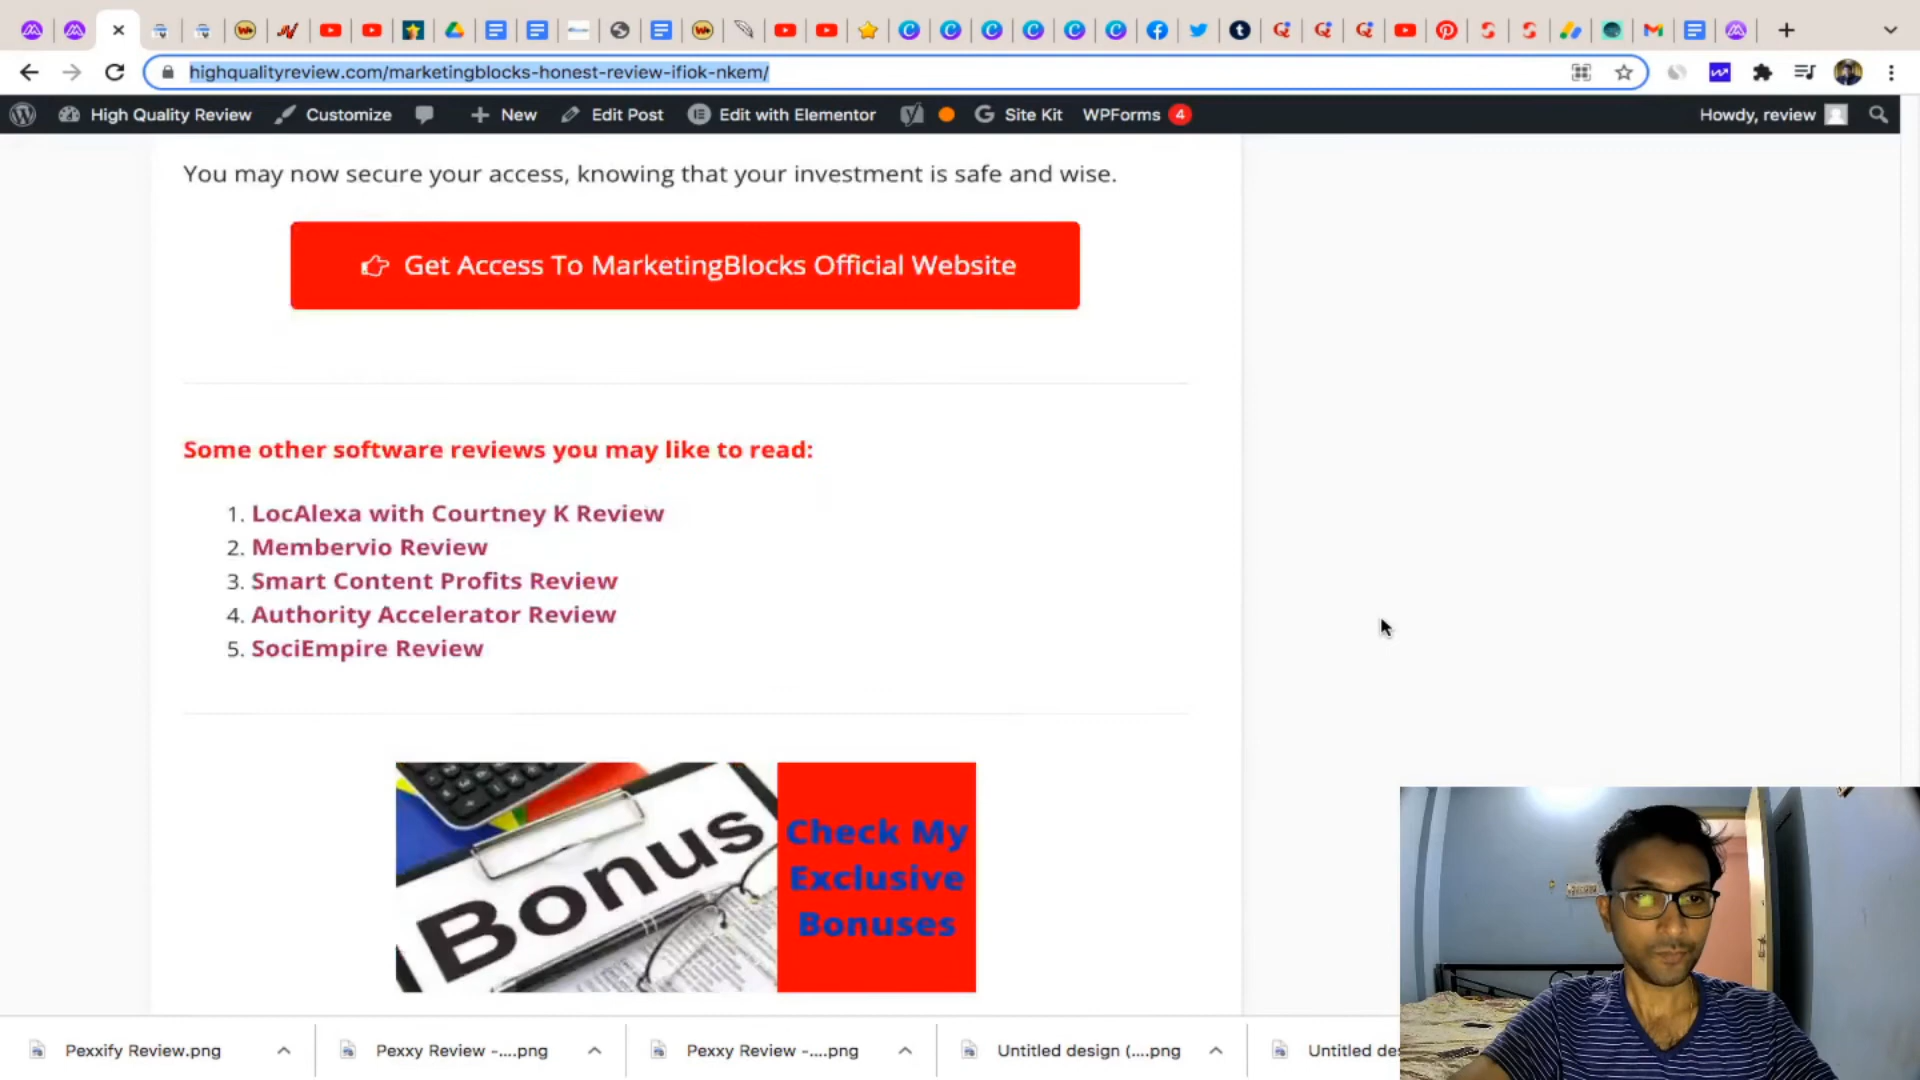 highqualityreview.com/marketingblocks-honest-review-ifiok-nkem/
High Quality Review Customize New Edit Post Edit with Elementor Site Kit WPForms 4 Howdy, review
You may now secure your access, knowing that your investment is safe and wise.
Get Access To MarketingBlocks Official Website
Some other software reviews you may like to read:
1. LocAlexa with Courtney K Review
2. Membervio Review
3. Smart Content Profits Review
4. Authority Accelerator Review
5. SociEmpire Review
Bonus
Check My
Exclusive
Bonuses
Pexxify Review.png Pexxy Review -....png Pexxy Review -....png Untitled design (....png Untitled des